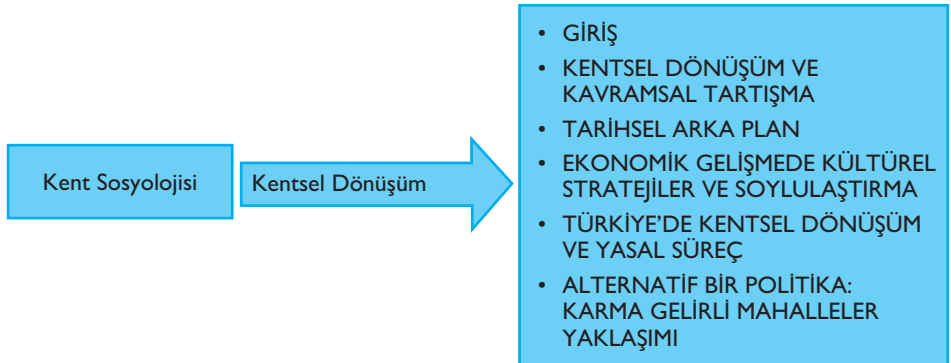 Kent Sosyolojisi
Kentsel Dönüşüm
• GİRİŞ
• KENTSEL DÖNÜŞÜM VE
KAVRAMSAL TARTIŞMA
• TARİHSEL ARKA PLAN
• EKONOMİK GELİŞMEDE KÜLTÜREL
STRATEJİLER VE SOYLULAŞTIRMA
• TÜRKİYE’DE KENTSEL DÖNÜŞÜM
VE YASAL SÜREÇ
• ALTERNATİF BİR POLİTİKA:
KARMA GELİRLİ MAHALLELER
YAKLAŞIMI